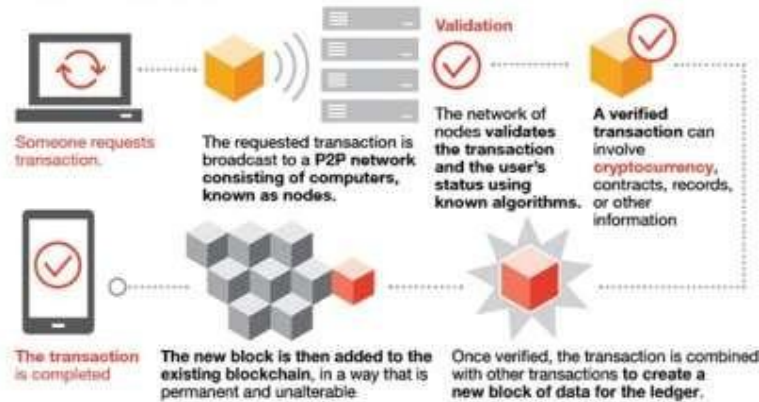 Someone requests
transaction.
The requested transaction is
broadcast to a P2P network
consisting of computers,
known as nodes.
Validation
The network of
nodes validates
the transaction
and the user's
status using
known algorithms.
A verified
transaction can
involve
cryptocurrency,
contracts, records,
or other
information
Once verified, the transaction is combined
with other transactions to create a
new block of data for the ledger.
The new block is then added to the
existing blockchain, in a way that is
permanent and unalterable
The transaction
is completed